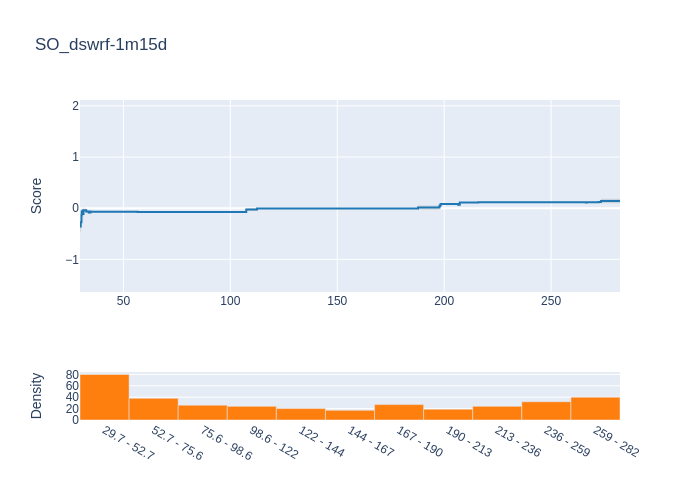 SO_dswrf-1m15d
Score
2
1
0
−1
50
100
150
200
250
Density
80
60
40
20
0
29.7 - 52.7
52.7 - 75.6
75.6 - 98.6
98.6 - 122
122 - 144
144 - 167
167 - 190
190 - 213
213 - 236
236 - 259
259 - 282